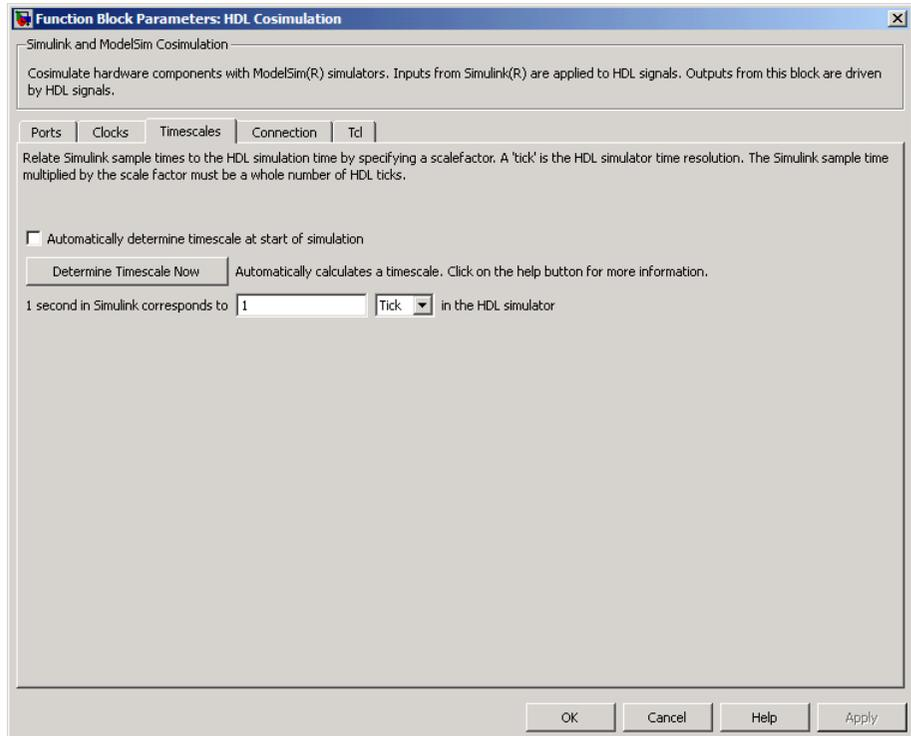 Function Block Parameters: HDL Cosimulation
Simulink and ModelSim Cosimulation
Cosimulate hardware components with ModelSim(R) simulators. Inputs from Simulink(R) are applied to HDL signals. Outputs from this block are driven
by HDL signals.
Ports Clocks Timescales Connection Tcl
Relate Simulink sample times to the HDL simulation time by specifying a scalefactor. A 'tick' is the HDL simulator time resolution. The Simulink sample time
multiplied by the scale factor must be a whole number of HDL ticks.
Automatically determine timescale at start of simulation
Determine Timescale Now Automatically calculates a timescale. Click on the help button for more information.
1 second in Simulink corresponds to 1 Tick in the HDL simulator
OK Cancel Help Apply